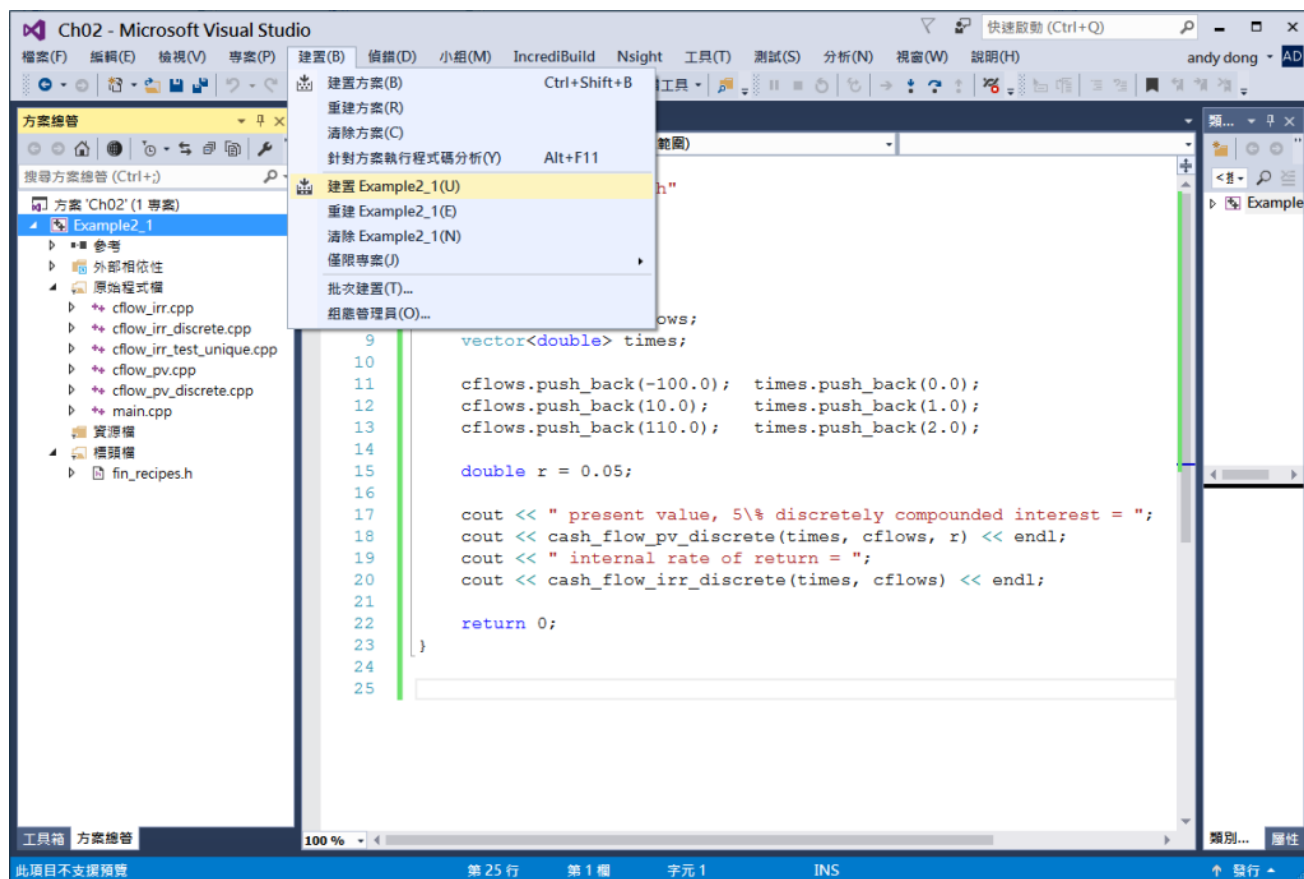 Ch02 - Microsoft Visual Studio
快速啟動 (Ctrl+Q)
檔案(F) 編輯(E) 檢視(V) 專案(P) 建置(B) 偵錯(D) 小組(M) IncrediBuild Nsight 工具(T) 測試(S) 分析(N) 視窗(W) 說明(H)
andy dong AD
工具
建置方案(B) Ctrl+Shift+B
重建方案(R)
清除方案(C)
針對方案執行程式碼分析(Y) Alt+F11
建置 Example2_1(U)
重建 Example2_1(E)
清除 Example2_1(N)
僅限專案(J)
批次建置(T)...
組態管理員(O)...
方案總管
搜尋方案總管 (Ctrl+;)
方案 'Ch02' (1 專案)
Example2_1
參考
外部相依性
原始程式檔
cflow_irr.cpp
cflow_irr_discrete.cpp
cflow_irr_test_unique.cpp
cflow_pv.cpp
cflow_pv_discrete.cpp
main.cpp
資源檔
標頭檔
fin_recipes.h
範圍)
h"
ows;
9 vector<double> times;
10
11 cflows.push_back(-100.0); times.push_back(0.0);
12 cflows.push_back(10.0); times.push_back(1.0);
13 cflows.push_back(110.0); times.push_back(2.0);
14
15 double r = 0.05;
16
17 cout << " present value, 5\% discretely compounded interest = ";
18 cout << cash_flow_pv_discrete(times, cflows, r) << endl;
19 cout << " internal rate of return = ";
20 cout << cash_flow_irr_discrete(times, cflows) << endl;
21
22 return 0;
23 }
24
25
類...
Example
工具箱 方案總管
100 %
類別... 屬性
此項目不支援預覽 第 25 行 第 1 欄 字元 1 INS 發行